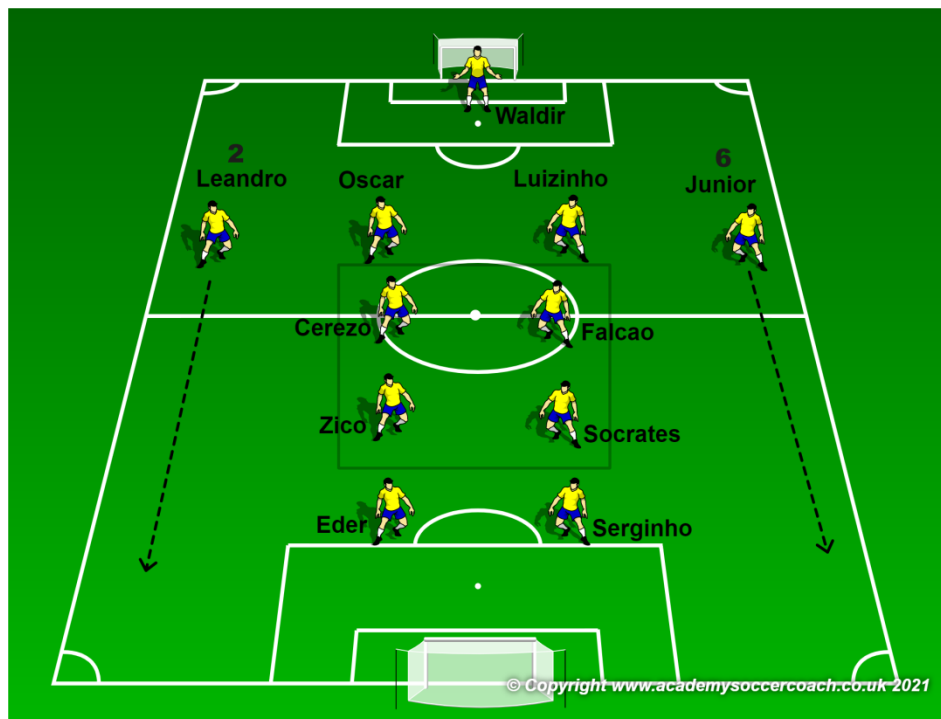 Waldir
2
6
Leandro
Oscar
Luizinho
Junior
Cerezo
Falcao
Zico
Socrates
Eder
Serginho
© Copyright www.academysoccercoach.co.uk 2021